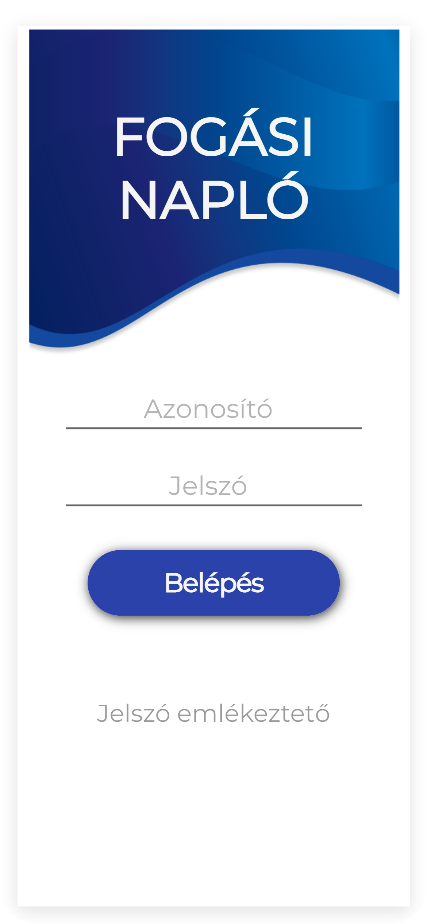 FOGÁSI
NAPLÓ
Azonosító
Jelszó
Belépés
Jelszó emlékeztető